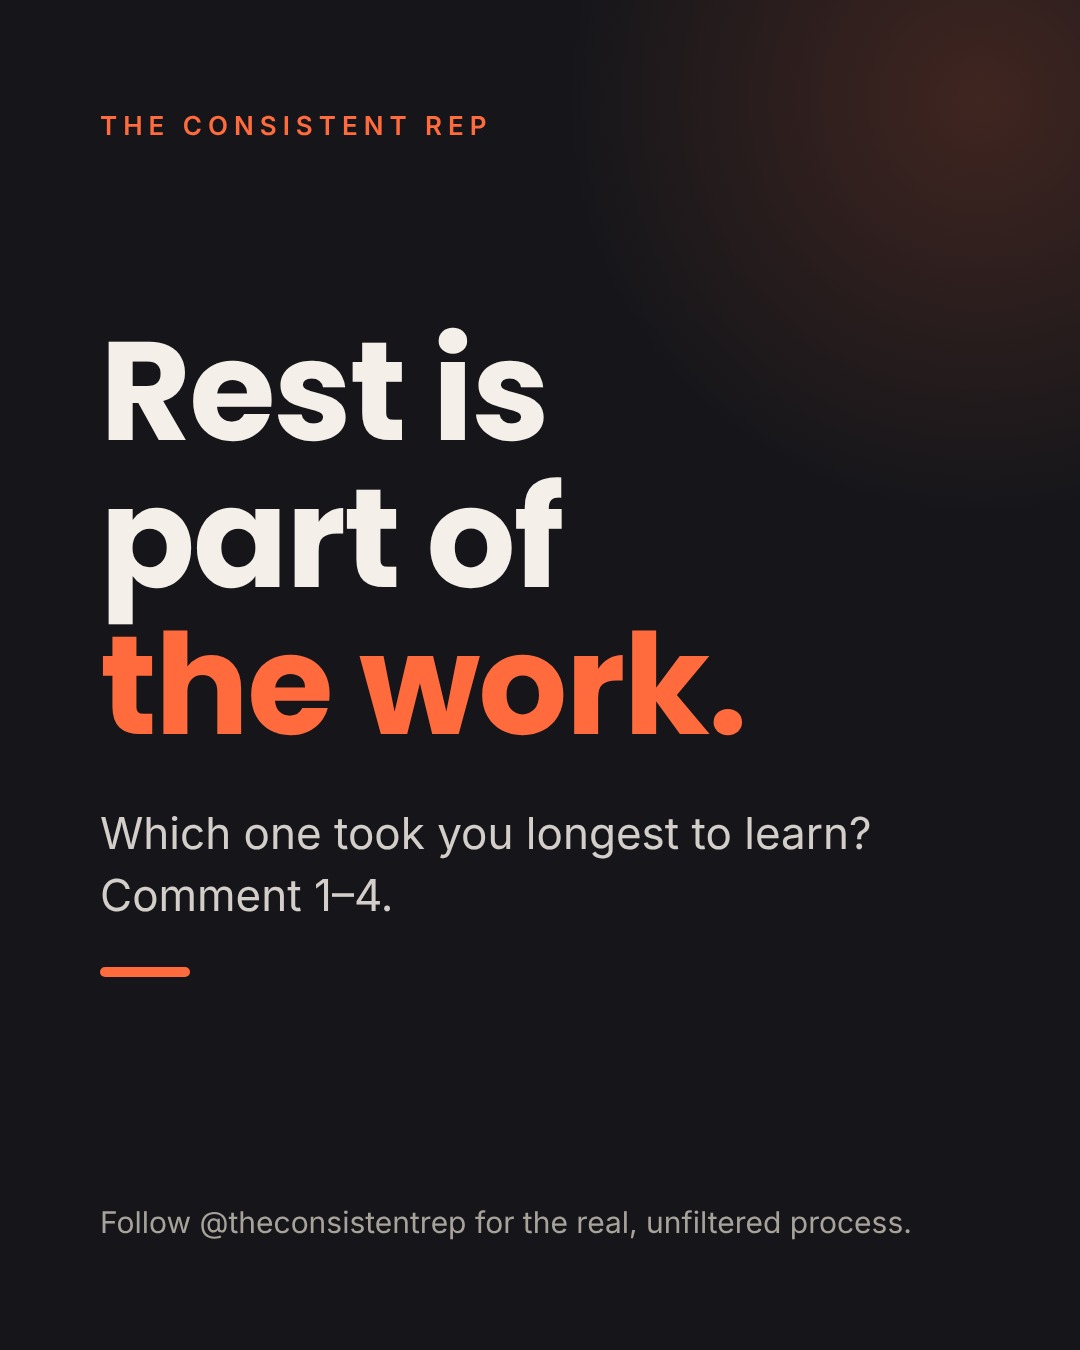 THE CONSISTENT REP
Rest is
part of
the work.
Which one took you longest to learn?
Comment 1–4.
Follow @theconsistentrep for the real, unfiltered process.